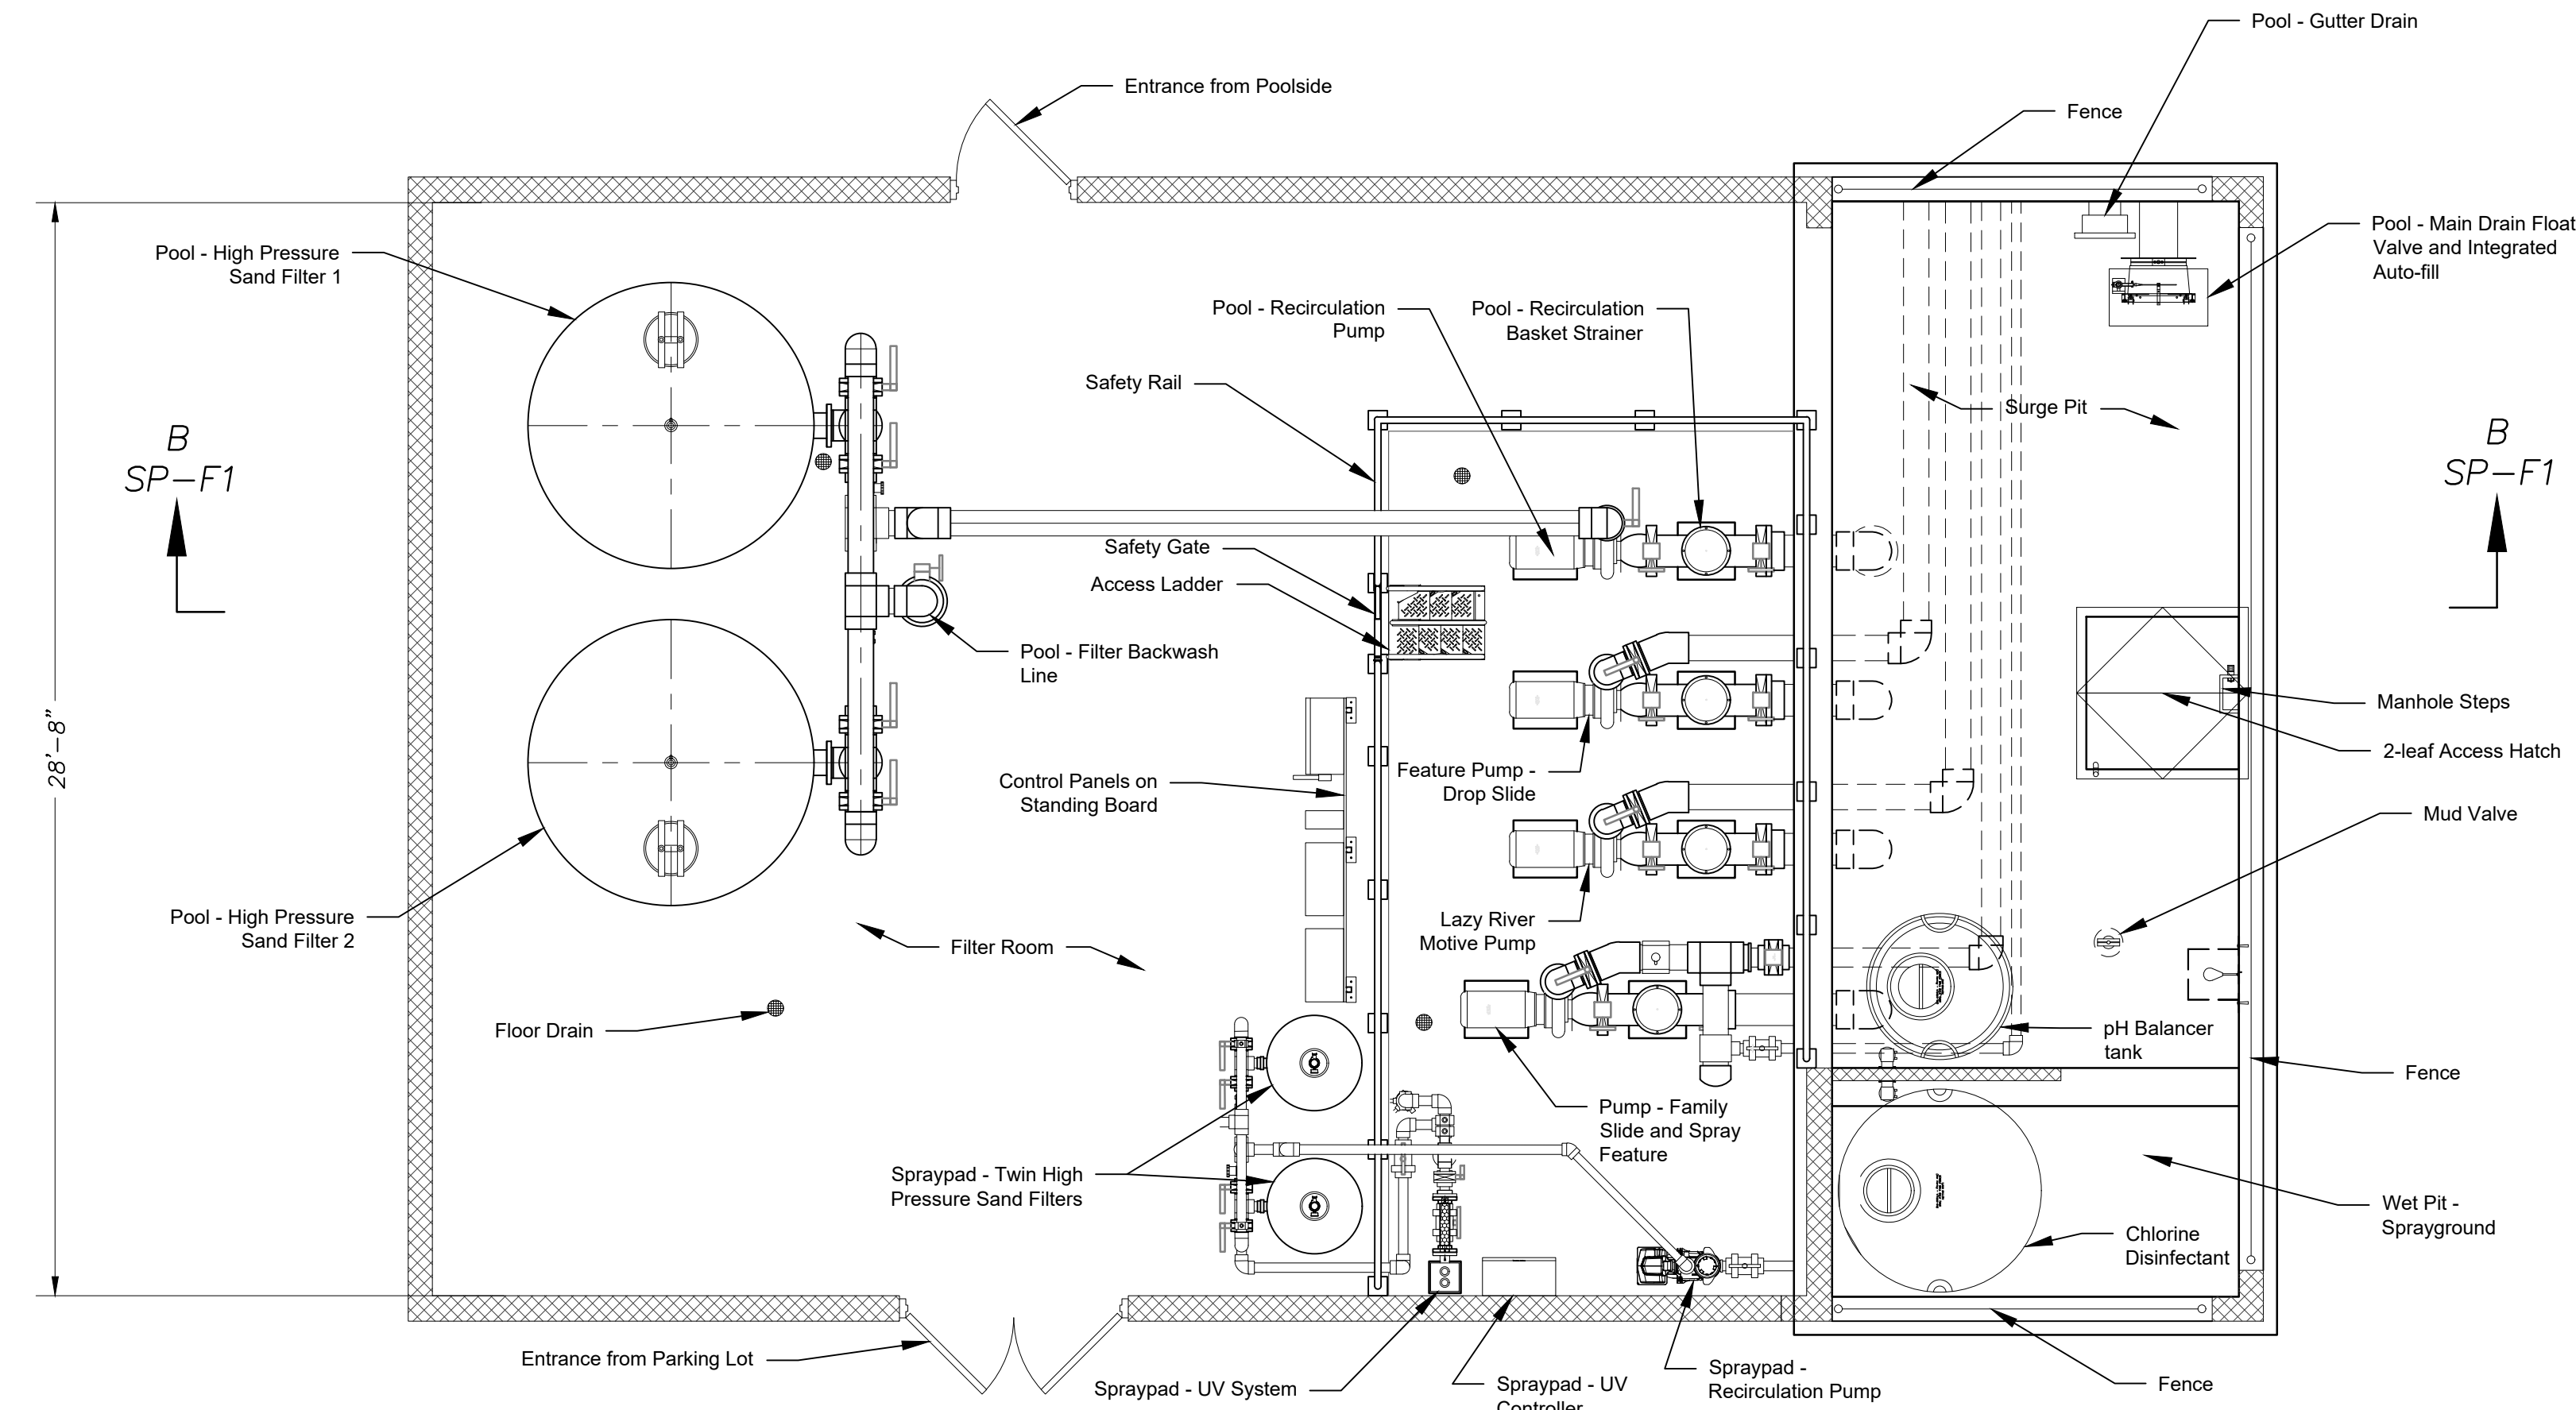 Pool - Gutter Drain
Entrance from Poolside
Fence
Pool - High Pressure
Sand Filter 1
Pool - Main Drain Float
Valve and Integrated
Auto-fill
Pool - Recirculation
Pump
Pool - Recirculation
Basket Strainer
Safety Rail
Surge Pit
B
SP-F1
B
SP-F1
Safety Gate
Access Ladder
Pool - Filter Backwash
Line
Manhole Steps
28'-8"
2-leaf Access Hatch
Feature Pump -
Drop Slide
Control Panels on
Standing Board
Mud Valve
Pool - High Pressure
Sand Filter 2
Lazy River
Motive Pump
Filter Room
Floor Drain
pH Balancer
tank
Fence
Pump - Family
Slide and Spray
Feature
Spraypad - Twin High
Pressure Sand Filters
Wet Pit -
Sprayground
Chlorine
Disinfectant
Entrance from Parking Lot
Spraypad - UV System
Spraypad - UV
Controller
Spraypad -
Recirculation Pump
Fence